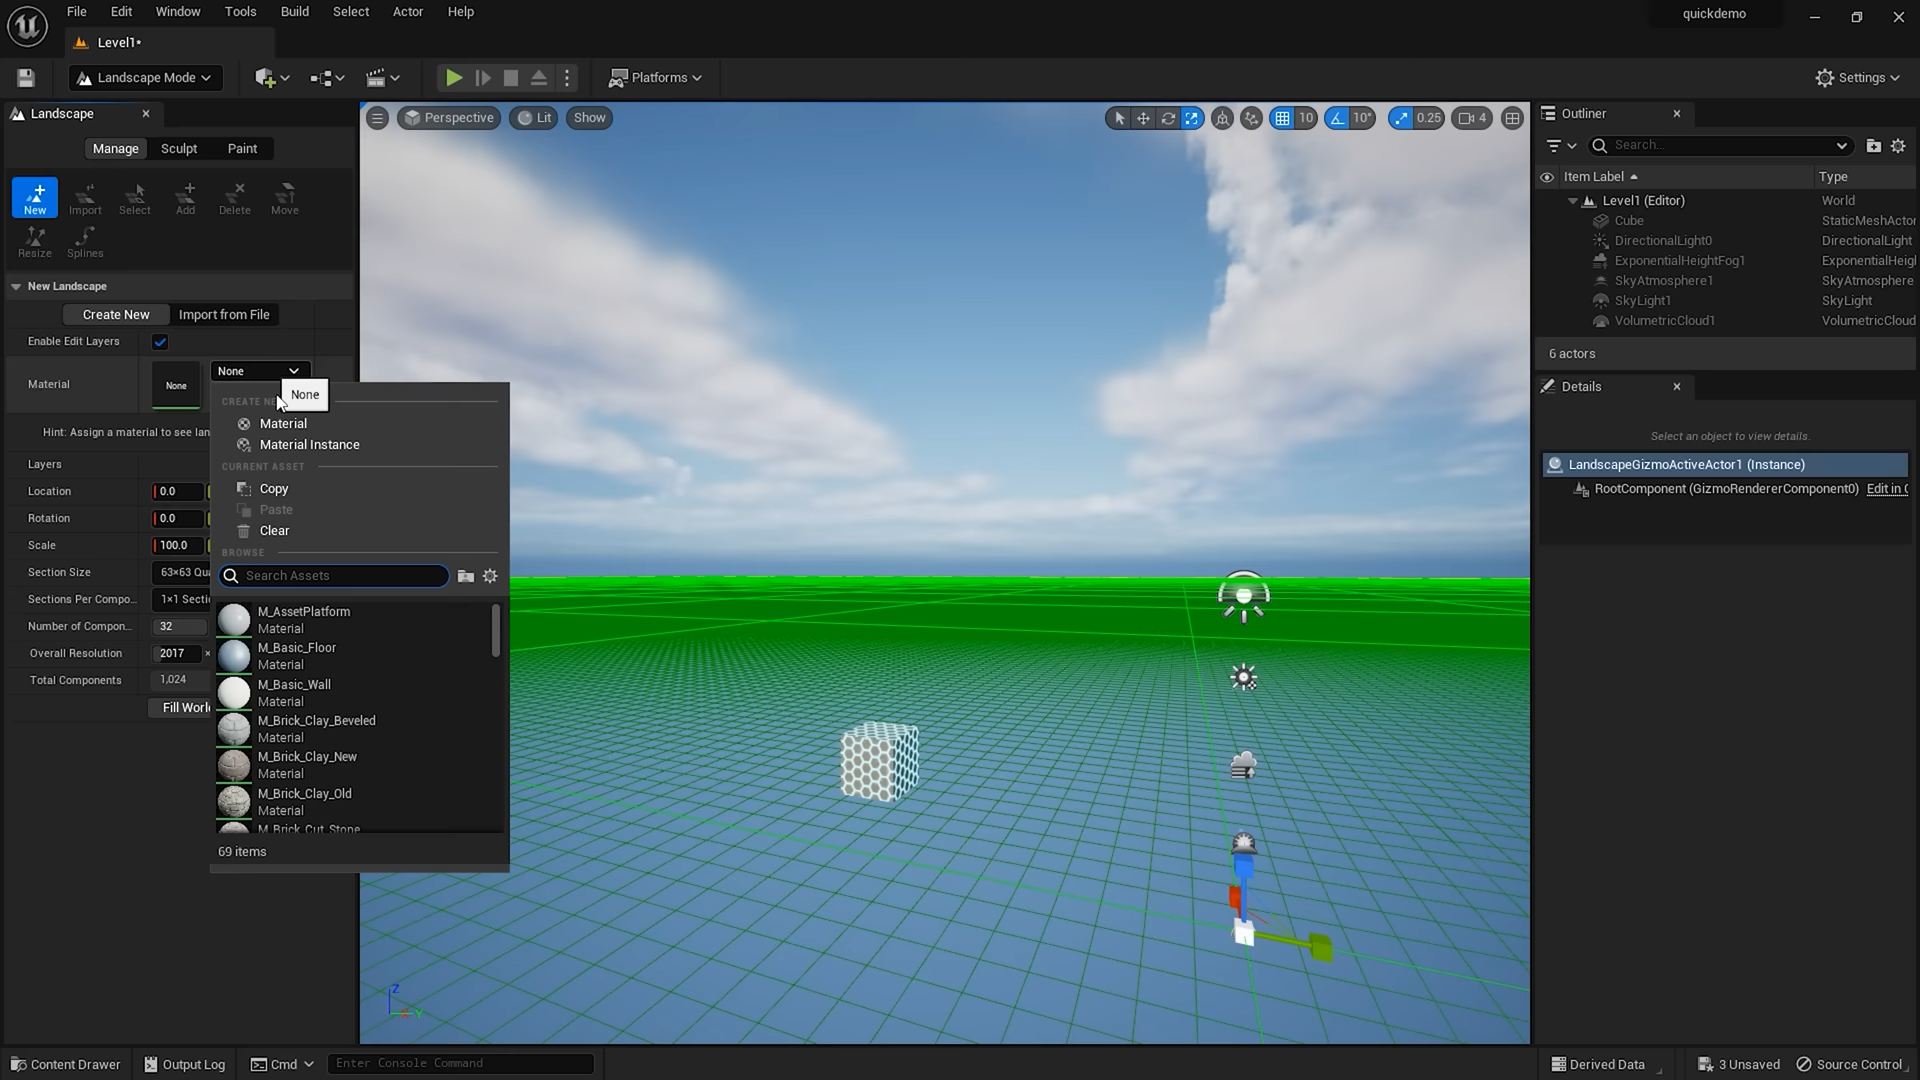 File Edit Window Tools Build Select Actor Help
quickdemo
Level1*
Landscape Mode
Platforms
Settings
Landscape
Manage Sculpt Paint
New Import Select Add Delete Move
Resize Splines
New Landscape
Create New Import from File
Enable Edit Layers
Material
None
None
None
Hint: Assign a material to see lan
Layers
Location 0.0
Rotation 0.0
Scale 100.0
Section Size 63×63 Qua
Sections Per Compo... 1×1 Secti
Number of Compon... 32
Overall Resolution 2017 ×
Total Components 1,024
Fill Worl
CREATE NE
Material
Material Instance
CURRENT ASSET
Copy
Paste
Clear
BROWSE
Search Assets
M_AssetPlatform
Material
M_Basic_Floor
Material
M_Basic_Wall
Material
M_Brick_Clay_Beveled
Material
M_Brick_Clay_New
Material
M_Brick_Clay_Old
Material
M_Brick_Cut_Stone
69 items
Perspective Lit Show
10 10° 0.25 4
Z
X Y
Outliner
Search...
Item Label Type
Level1 (Editor) World
Cube StaticMeshActor
DirectionalLight0 DirectionalLight
ExponentialHeightFog1 ExponentialHeigl
SkyAtmosphere1 SkyAtmosphere
SkyLight1 SkyLight
VolumetricCloud1 VolumetricCloud
6 actors
Details
Select an object to view details.
LandscapeGizmoActiveActor1 (Instance)
RootComponent (GizmoRendererComponent0) Edit in C
Content Drawer Output Log Cmd Enter Console Command
Derived Data 3 Unsaved Source Control